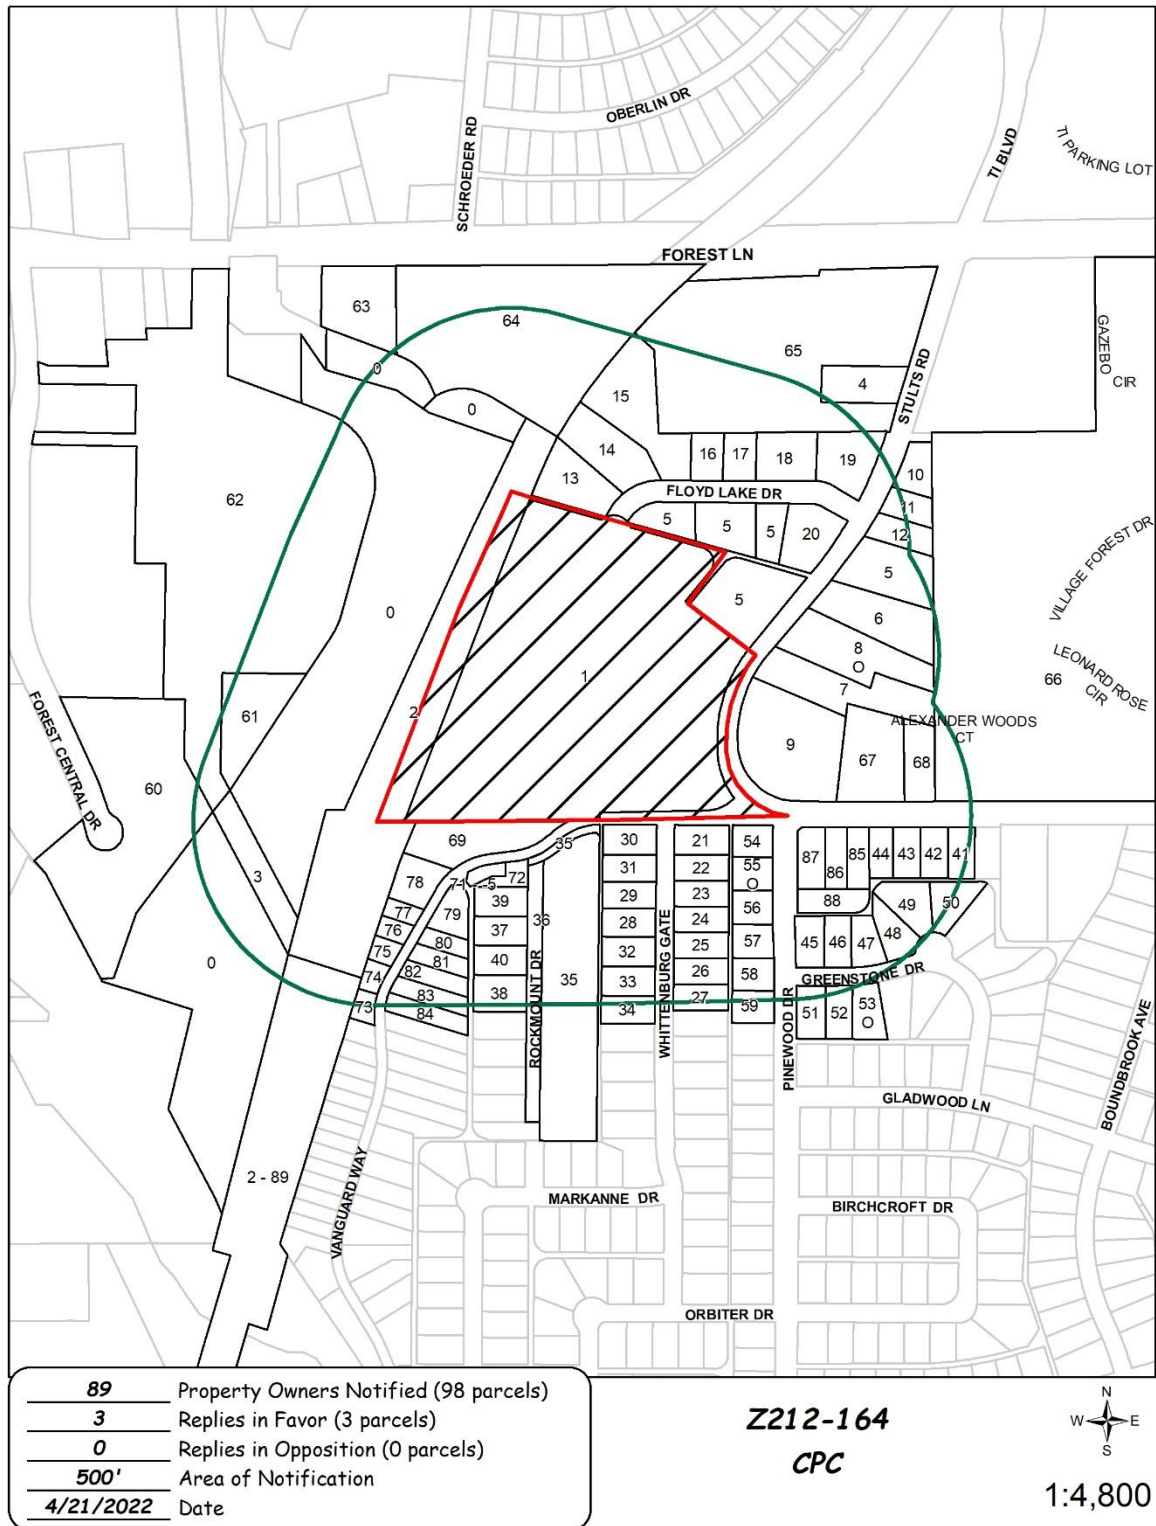 OBERLIN DR
SCHROEDER RD
TI BLVD
TI PARKING LOT
FOREST LN
63
64
65
GAZEBO
CIR
0
4
STULTS RD
15
0
14
16 17 18 19
10
13
FLOYD LAKE DR
62
11
5 5 5 20
12
5
VILLAGE FOREST DR
0
5
6
8
O
LEONARD ROSE
CIR
66
1
7
61
2
ALEXANDER WOODS
CT
FOREST CENTRAL DR
9
67 68
60
69
35
30 21 54
87 86 85 44 43 42 41
31 22 55
O
3
78
71 - 5 72
39
29 23 56
88
49 50
77 79
36
28 24 57
76 80
37
WHITTENBURG GATE
45 46 47 48
75 81
32 25
40
0
74 82
33 26 58
GREENSTONE DR
35
83
38
27
73 84
34 59
51 52 53
O
ROCKMOUNT DR
PINEWOOD DR
GLADWOOD LN
BOUNDBROOK AVE
2 - 89
VANGUARD WAY
MARKANNE DR
BIRCHCROFT DR
ORBITER DR
89 Property Owners Notified (98 parcels)
3 Replies in Favor (3 parcels)
0 Replies in Opposition (0 parcels)
500' Area of Notification
4/21/2022 Date
Z212-164
CPC
N
W E
S
1:4,800